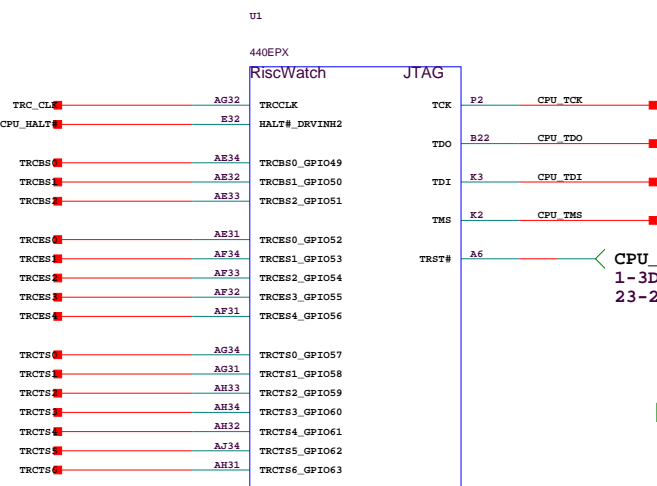 U1
440EPX
RiscWatch JTAG
TRC_CLK AG32 TRCCLK TCK P2 CPU_TCK
CPU_HALT# E32 HALT#_DRVINH2
TDO B22 CPU_TDO
TRCBS0 AE34 TRCBS0_GPIO49
TRCBS1 AE32 TRCBS1_GPIO50 TDI K3 CPU_TDI
TRCBS2 AE33 TRCBS2_GPIO51
TMS K2 CPU_TMS
TRCES0 AE31 TRCES0_GPIO52
TRCES1 AF34 TRCES1_GPIO53 TRST# A6 CPU_
TRCES2 AF33 TRCES2_GPIO54 1-3D
TRCES3 AF32 TRCES3_GPIO55 23-2
TRCES4 AF31 TRCES4_GPIO56
TRCTS0 AG34 TRCTS0_GPIO57
TRCTS1 AG31 TRCTS1_GPIO58
TRCTS2 AH33 TRCTS2_GPIO59
TRCTS3 AH34 TRCTS3_GPIO60
TRCTS4 AH32 TRCTS4_GPIO61
TRCTS5 AJ34 TRCTS5_GPIO62
TRCTS6 AH31 TRCTS6_GPIO63